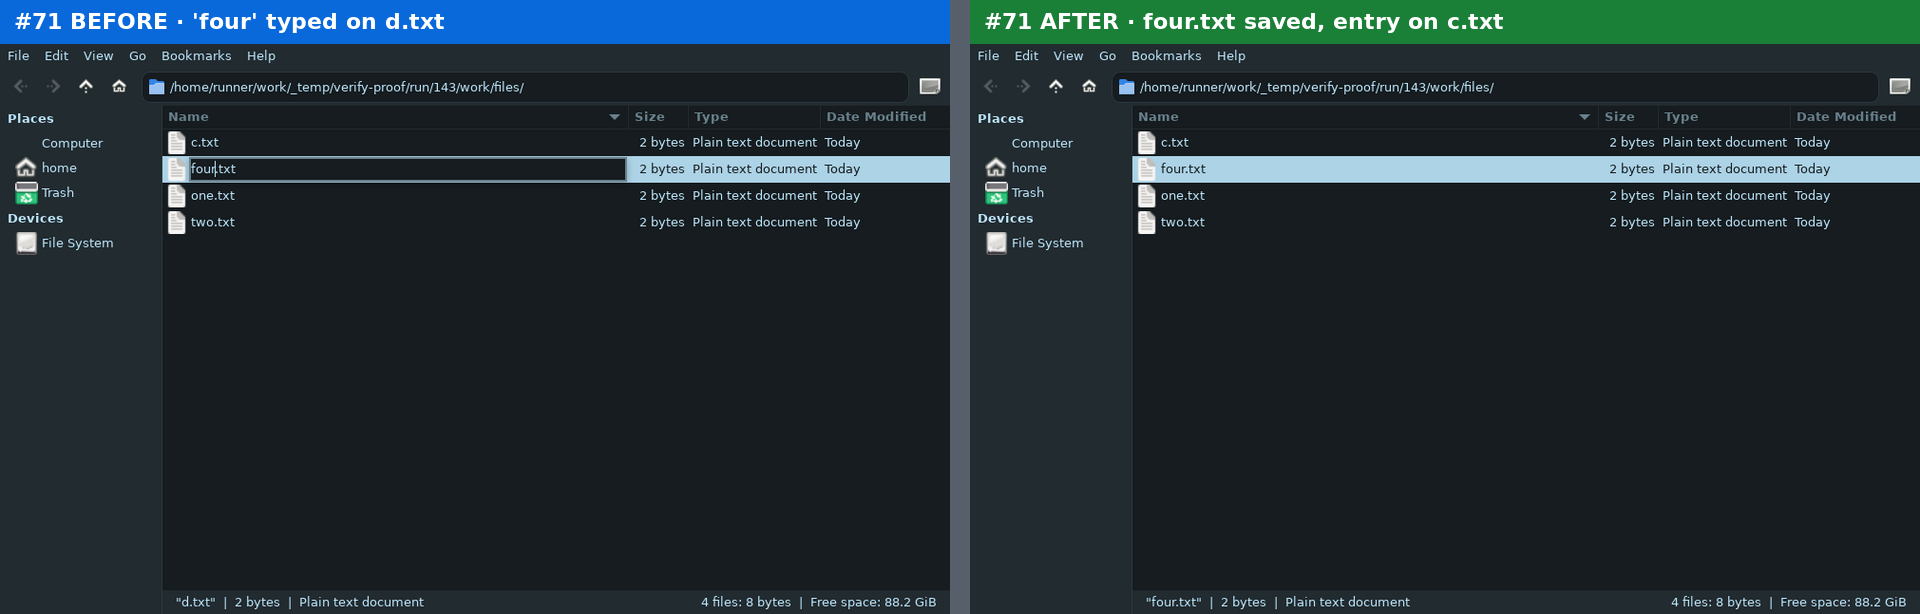 #71 BEFORE · 'four' typed on d.txt
File Edit View Go Bookmarks Help
/home/runner/work/_temp/verify-proof/run/143/work/files/
Places
Computer
home
Trash
Devices
File System
Name Size Type Date Modified
c.txt 2 bytes Plain text document Today
four.txt 2 bytes Plain text document Today
one.txt 2 bytes Plain text document Today
two.txt 2 bytes Plain text document Today
"d.txt" | 2 bytes | Plain text document 4 files: 8 bytes | Free space: 88.2 GiB
#71 AFTER · four.txt saved, entry on c.txt
File Edit View Go Bookmarks Help
/home/runner/work/_temp/verify-proof/run/143/work/files/
Places
Computer
home
Trash
Devices
File System
Name Size Type Date Modified
c.txt 2 bytes Plain text document Today
four.txt 2 bytes Plain text document Today
one.txt 2 bytes Plain text document Today
two.txt 2 bytes Plain text document Today
"four.txt" | 2 bytes | Plain text document 4 files: 8 bytes | Free space: 88.2 GiB